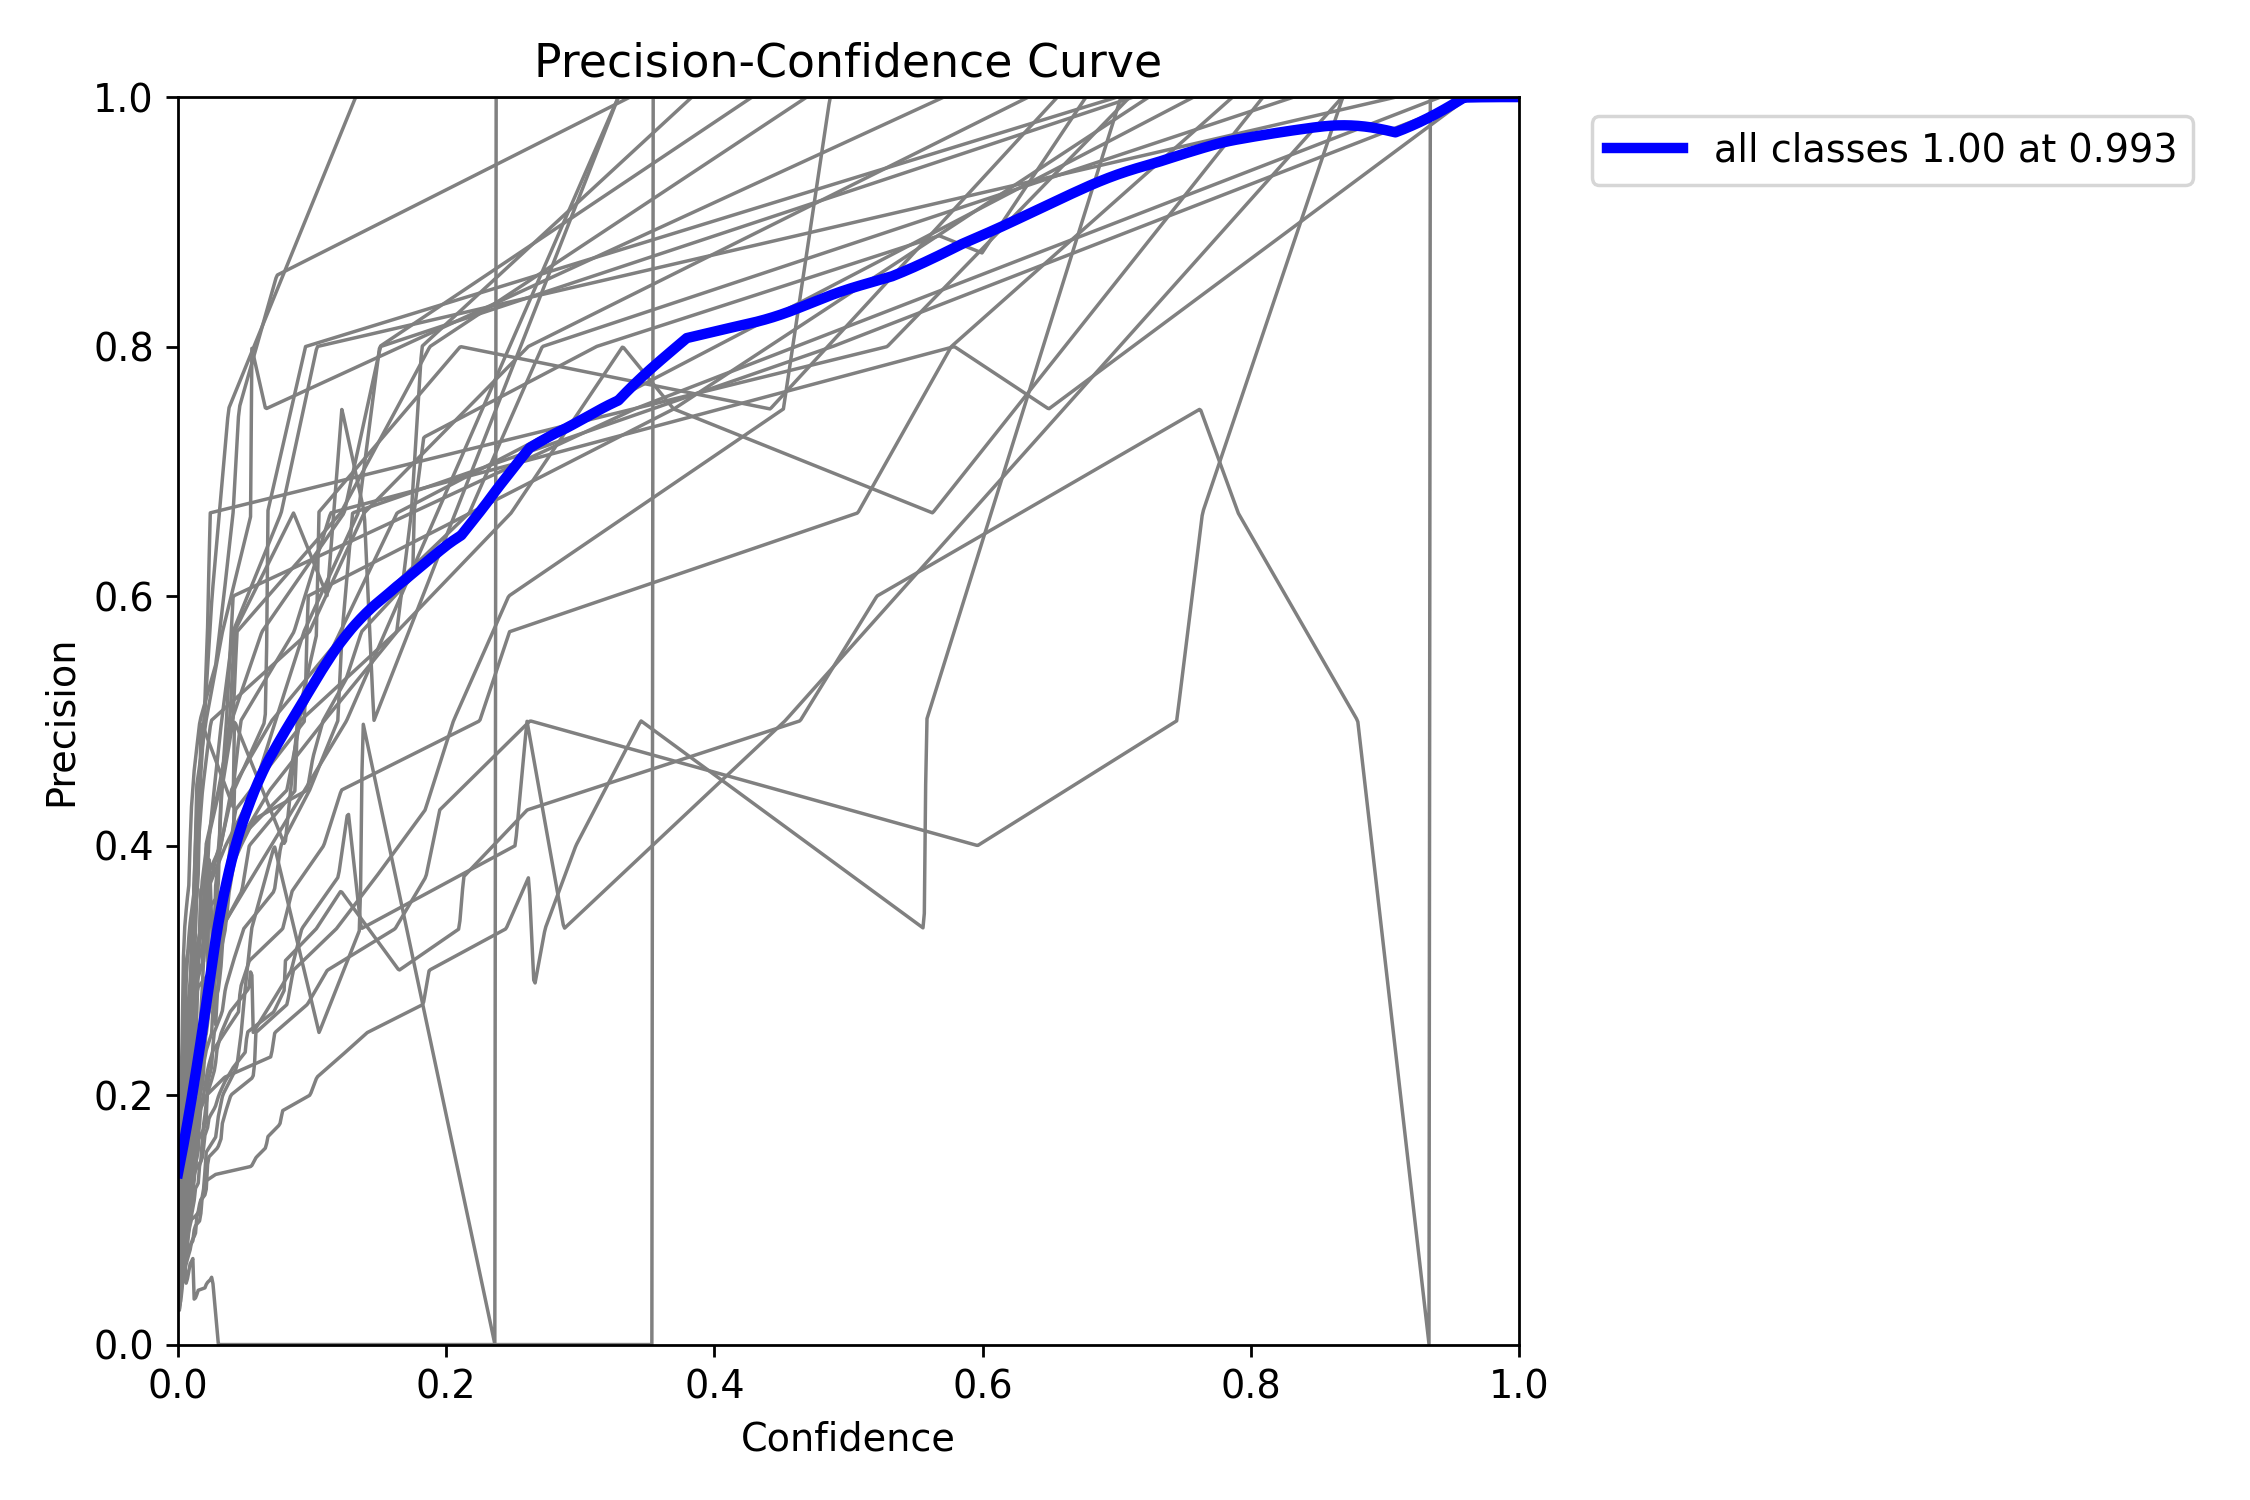 Precision-Confidence Curve
all classes 1.00 at 0.993
Precision
1.0
0.8
0.6
0.4
0.2
0.0
0.0 0.2 0.4 0.6 0.8 1.0
Confidence